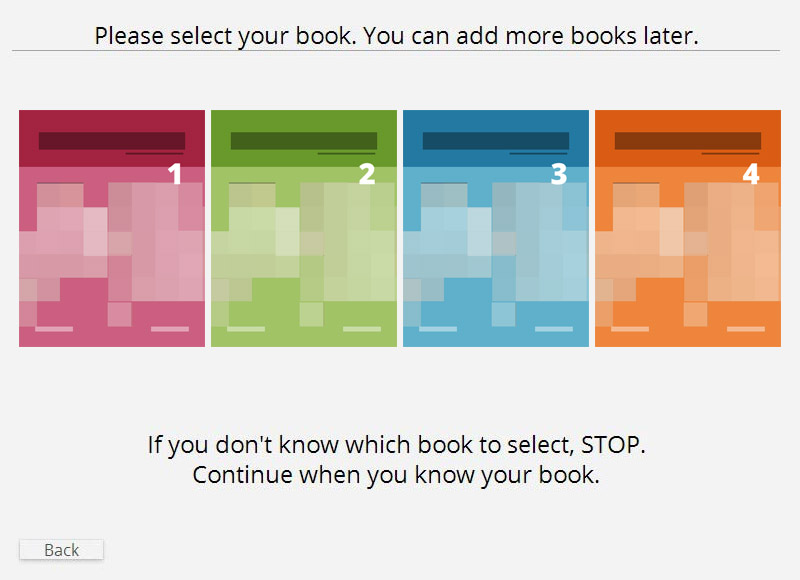 Please select your book. You can add more books later.
1
2
3
4
If you don't know which book to select, STOP.
Continue when you know your book.
Back